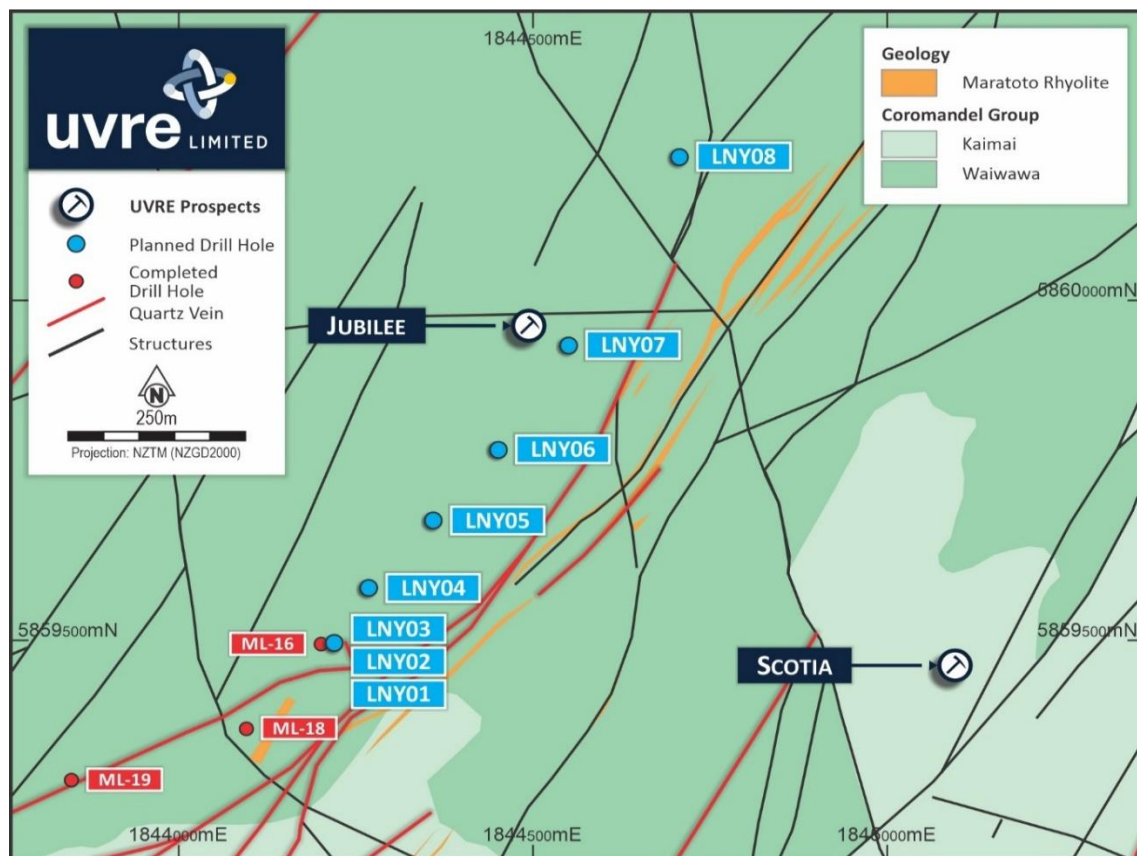 uvre
LIMITED
UVRE Prospects
Planned Drill Hole
Completed
Drill Hole
Quartz Vein
Structures
N
250m
Projection: NZTM (NZGD2000)
1844500mE
Geology
Maratoto Rhyolite
Coromandel Group
Kaimai
Waiwawa
LNY08
5860000mN
JUBILEE
LNY07
LNY06
LNY05
LNY04
5859500mN
ML-16
LNY03
LNY02
LNY01
5859500mN
SCOTIA
ML-18
ML-19
1844000mE
1844500mE
1845000mE